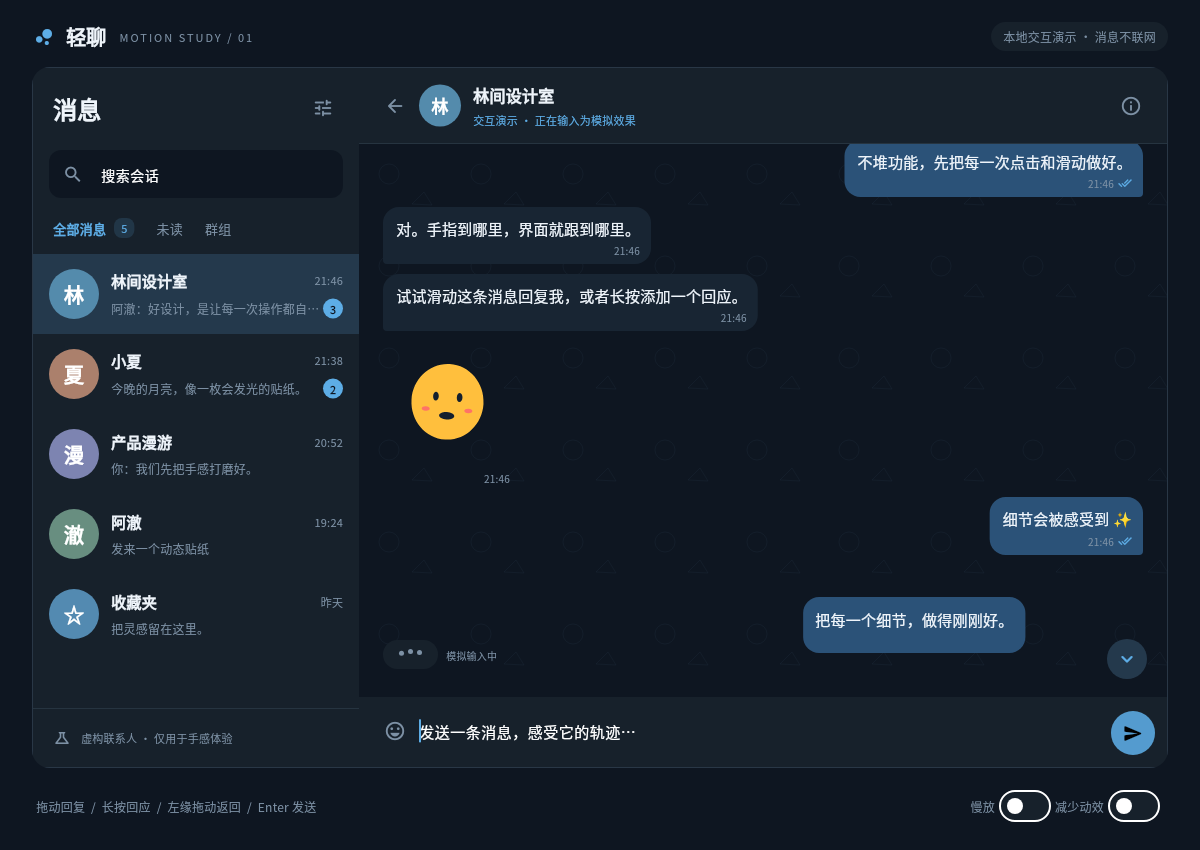 轻聊
MOTION STUDY / 01
本地交互演示 · 消息不联网
消息
搜索会话
全部消息 5
未读
群组
林
林间设计室
21:46
阿澈：好设计，是让每一次操作都自…
3
夏
小夏
21:38
今晚的月亮，像一枚会发光的贴纸。
2
漫
产品漫游
20:52
你：我们先把手感打磨好。
澈
阿澈
19:24
发来一个动态贴纸
收藏夹
昨天
把灵感留在这里。
虚构联系人 · 仅用于手感体验
林
林间设计室
交互演示 · 正在输入为模拟效果
不堆功能，先把每一次点击和滑动做好。
21:46
对。手指到哪里，界面就跟到哪里。
21:46
试试滑动这条消息回复我，或者长按添加一个回应。
21:46
21:46
细节会被感受到 ✨
21:46
把每一个细节，做得刚刚好。
模拟输入中
发送一条消息，感受它的轨迹…
拖动回复 / 长按回应 / 左缘拖动返回 / Enter 发送
慢放
减少动效